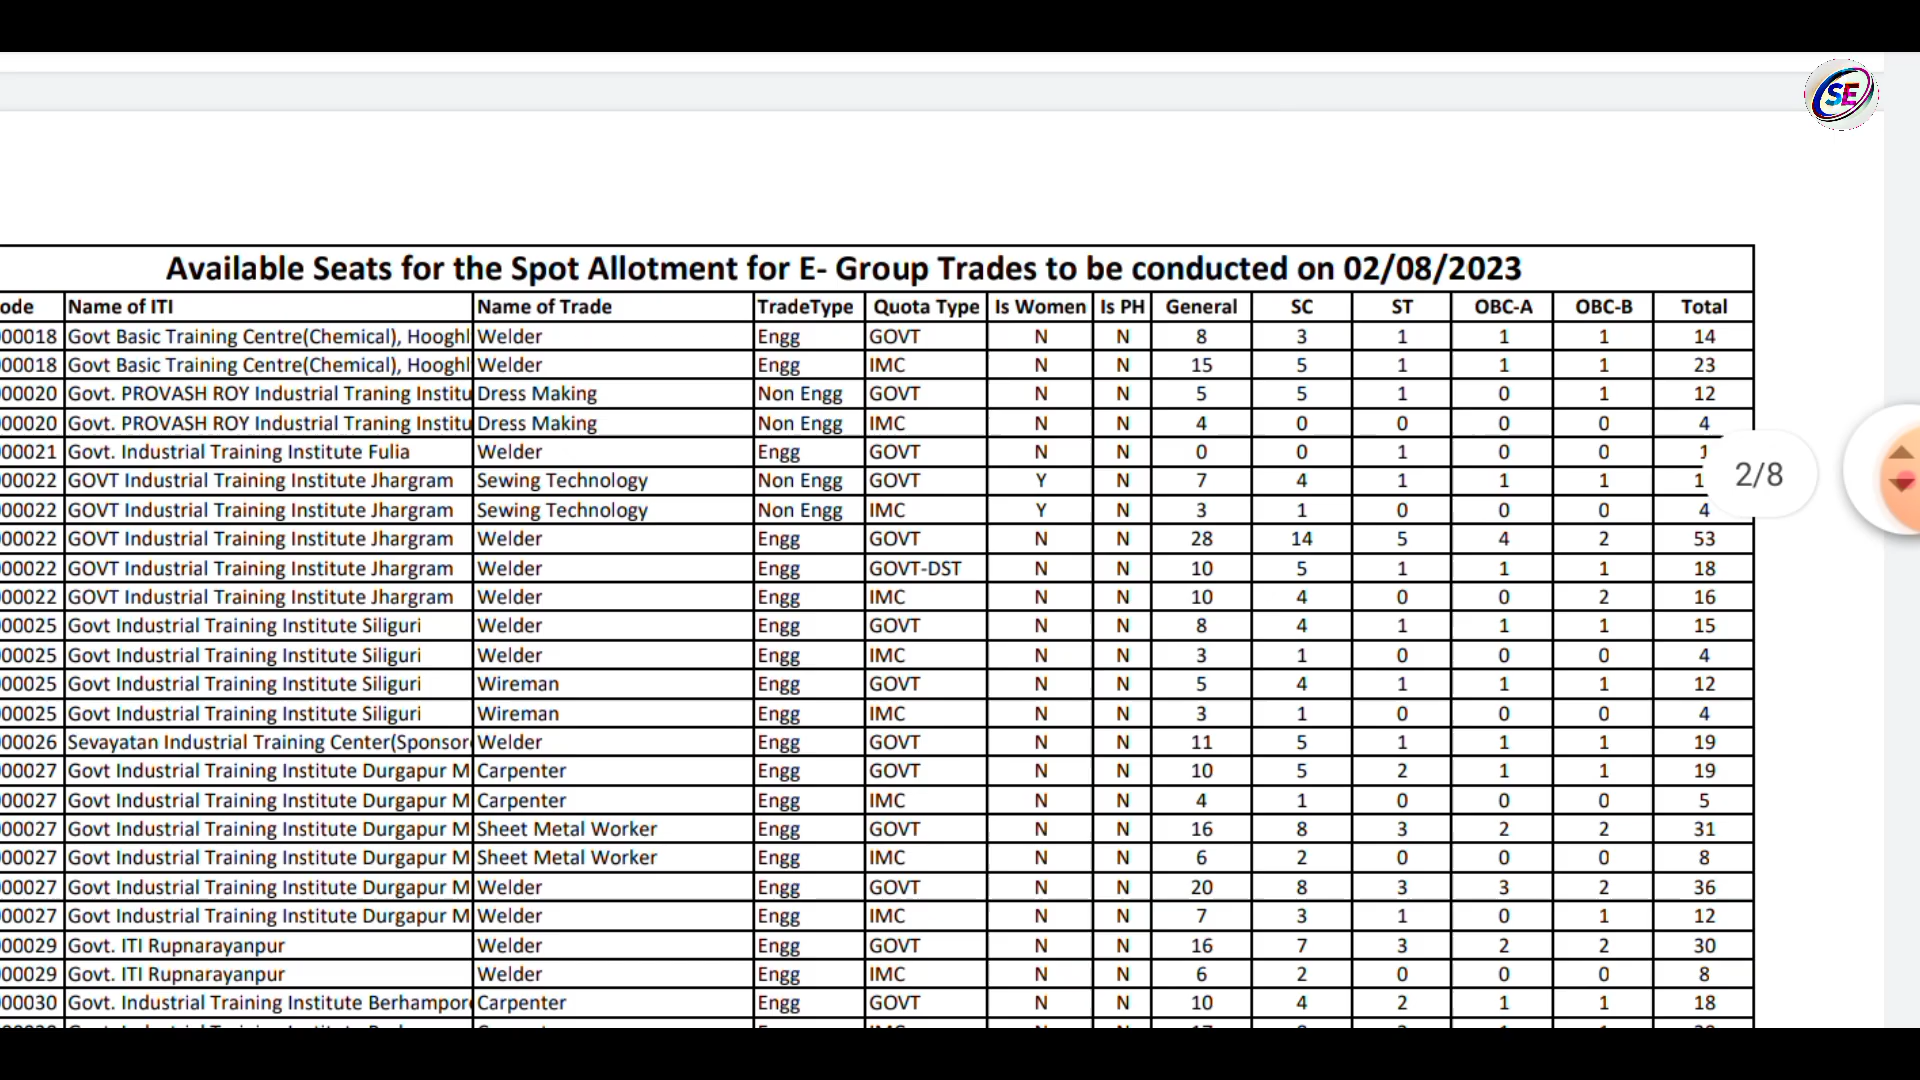 SE
Available Seats for the Spot Allotment for E- Group Trades to be conducted on 02/08/2023
ode Name of ITI Name of Trade TradeType Quota Type Is Women Is PH General SC ST OBC-A OBC-B Total
00018 Govt Basic Training Centre(Chemical), Hooghl Welder Engg GOVT N N 8 3 1 1 1 14
00018 Govt Basic Training Centre(Chemical), Hooghl Welder Engg IMC N N 15 5 1 1 1 23
00020 Govt. PROVASH ROY Industrial Traning Institu Dress Making Non Engg GOVT N N 5 5 1 0 1 12
00020 Govt. PROVASH ROY Industrial Traning Institu Dress Making Non Engg IMC N N 4 0 0 0 0 4
00021 Govt. Industrial Training Institute Fulia Welder Engg GOVT N N 0 0 1 0 0 1
00022 GOVT Industrial Training Institute Jhargram Sewing Technology Non Engg GOVT Y N 7 4 1 1 1 1
2/8
00022 GOVT Industrial Training Institute Jhargram Sewing Technology Non Engg IMC Y N 3 1 0 0 0 4
00022 GOVT Industrial Training Institute Jhargram Welder Engg GOVT N N 28 14 5 4 2 53
00022 GOVT Industrial Training Institute Jhargram Welder Engg GOVT-DST N N 10 5 1 1 1 18
00022 GOVT Industrial Training Institute Jhargram Welder Engg IMC N N 10 4 0 0 2 16
00025 Govt Industrial Training Institute Siliguri Welder Engg GOVT N N 8 4 1 1 1 15
00025 Govt Industrial Training Institute Siliguri Welder Engg IMC N N 3 1 0 0 0 4
00025 Govt Industrial Training Institute Siliguri Wireman Engg GOVT N N 5 4 1 1 1 12
00025 Govt Industrial Training Institute Siliguri Wireman Engg IMC N N 3 1 0 0 0 4
00026 Sevayatan Industrial Training Center(Sponsor Welder Engg GOVT N N 11 5 1 1 1 19
00027 Govt Industrial Training Institute Durgapur M Carpenter Engg GOVT N N 10 5 2 1 1 19
00027 Govt Industrial Training Institute Durgapur M Carpenter Engg IMC N N 4 1 0 0 0 5
00027 Govt Industrial Training Institute Durgapur M Sheet Metal Worker Engg GOVT N N 16 8 3 2 2 31
00027 Govt Industrial Training Institute Durgapur M Sheet Metal Worker Engg IMC N N 6 2 0 0 0 8
00027 Govt Industrial Training Institute Durgapur M Welder Engg GOVT N N 20 8 3 3 2 36
00027 Govt Industrial Training Institute Durgapur M Welder Engg IMC N N 7 3 1 0 1 12
00029 Govt. ITI Rupnarayanpur Welder Engg GOVT N N 16 7 3 2 2 30
00029 Govt. ITI Rupnarayanpur Welder Engg IMC N N 6 2 0 0 0 8
00030 Govt. Industrial Training Institute Berhampor Carpenter Engg GOVT N N 10 4 2 1 1 18